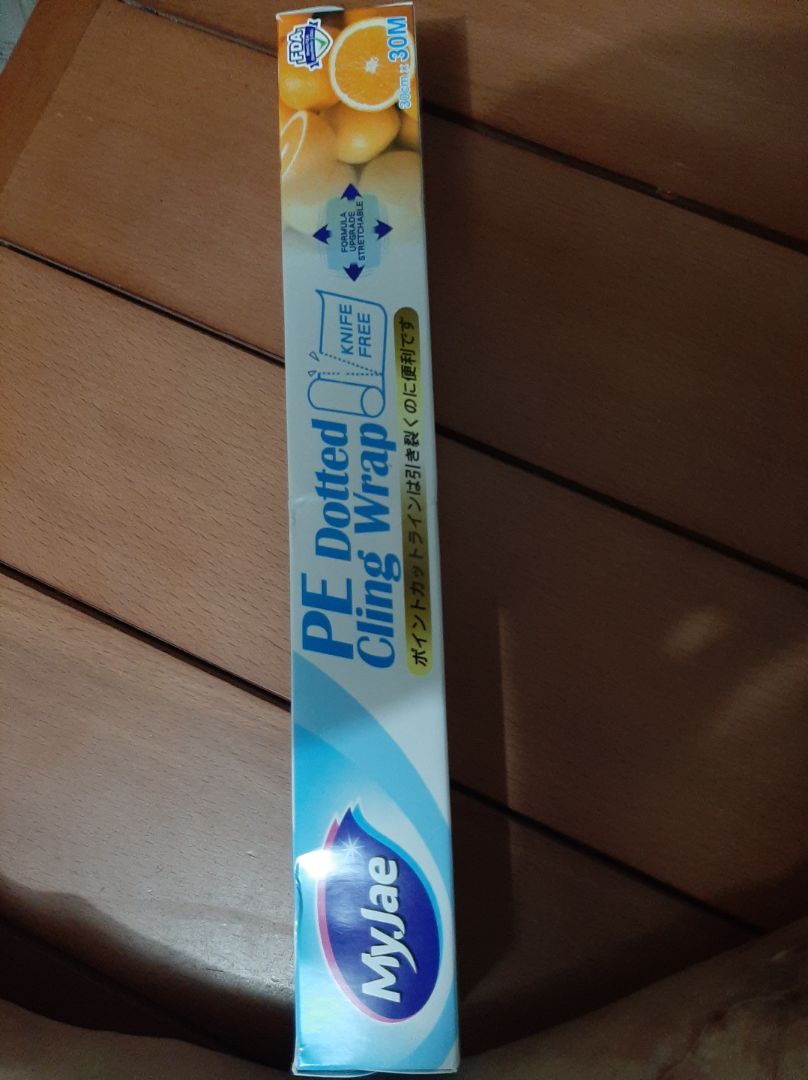 MyJae
PE Dotted
Cling Wrap
KNIFE
FREE
ポイントカットラインは引き裂くのに便利です
FORMULA
UPGRADE
STRETCHABLE
FDA
30cm x 30M